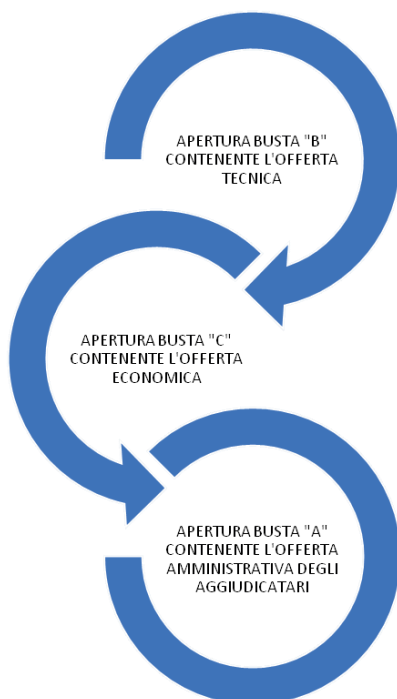 APERTURA BUSTA "B"
CONTENENTE L'OFFERTA
TECNICA
APERTURA BUSTA "C"
CONTENENTE L'OFFERTA
ECONOMICA
APERTURA BUSTA "A"
CONTENENTE L'OFFERTA
AMMINISTRATIVA DEGLI
AGGIUDICATARI